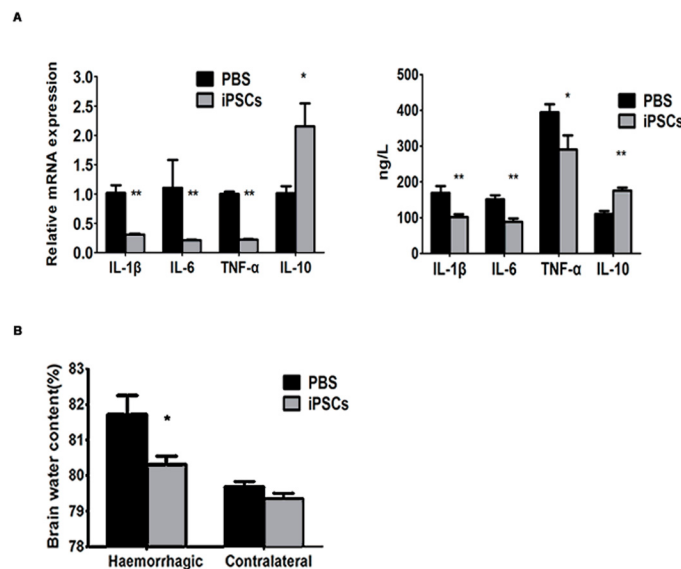 A
Relative mRNA expression
3.0
2.5
2.0
1.5
1.0
0.5
0.0
PBS
iPSCs
*
** ** **
IL-1β IL-6 TNF-α IL-10
ng/L
500
400
300
200
100
0
PBS
iPSCs
*
** ** **
IL-1β IL-6 TNF-α IL-10
B
Brain water content(%)
83
82
81
80
79
78
PBS
iPSCs
*
Haemorrhagic Contralateral